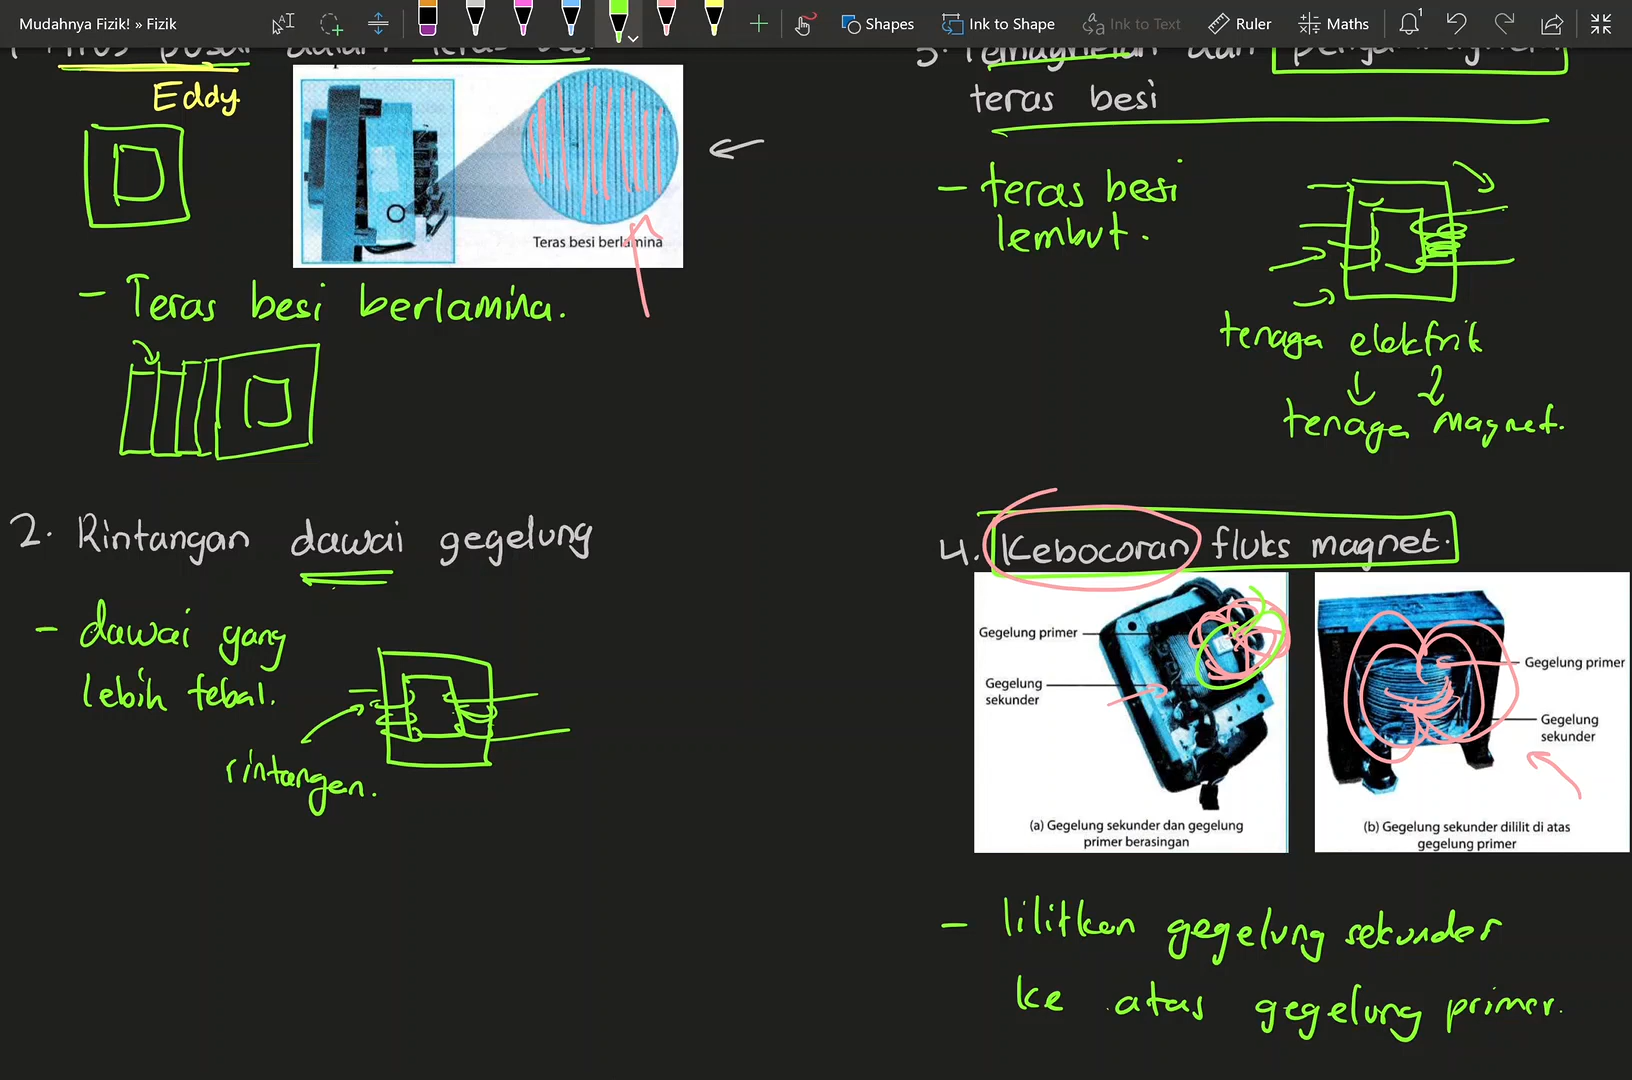 Mudahnya Fizik! » Fizik
Shapes
Ink to Shape
Ink to Text
Ruler
Maths
1
Eddy
Teras besi berlamina
- Teras besi berlamina.
2. Rintangan dawai gegelung
- dawai yang
lebih tebal.
rintangan.
teras besi
- teras besi
lembut.
tenaga elektrik
tenaga magnet.
4. Kebocoran fluks magnet.
Gegelung primer
Gegelung
sekunder
(a) Gegelung sekunder dan gegelung
primer berasingan
Gegelung primer
Gegelung
sekunder
(b) Gegelung sekunder dililit di atas
gegelung primer
- lilitkan gegelung sekunder
ke atas gegelung primer.